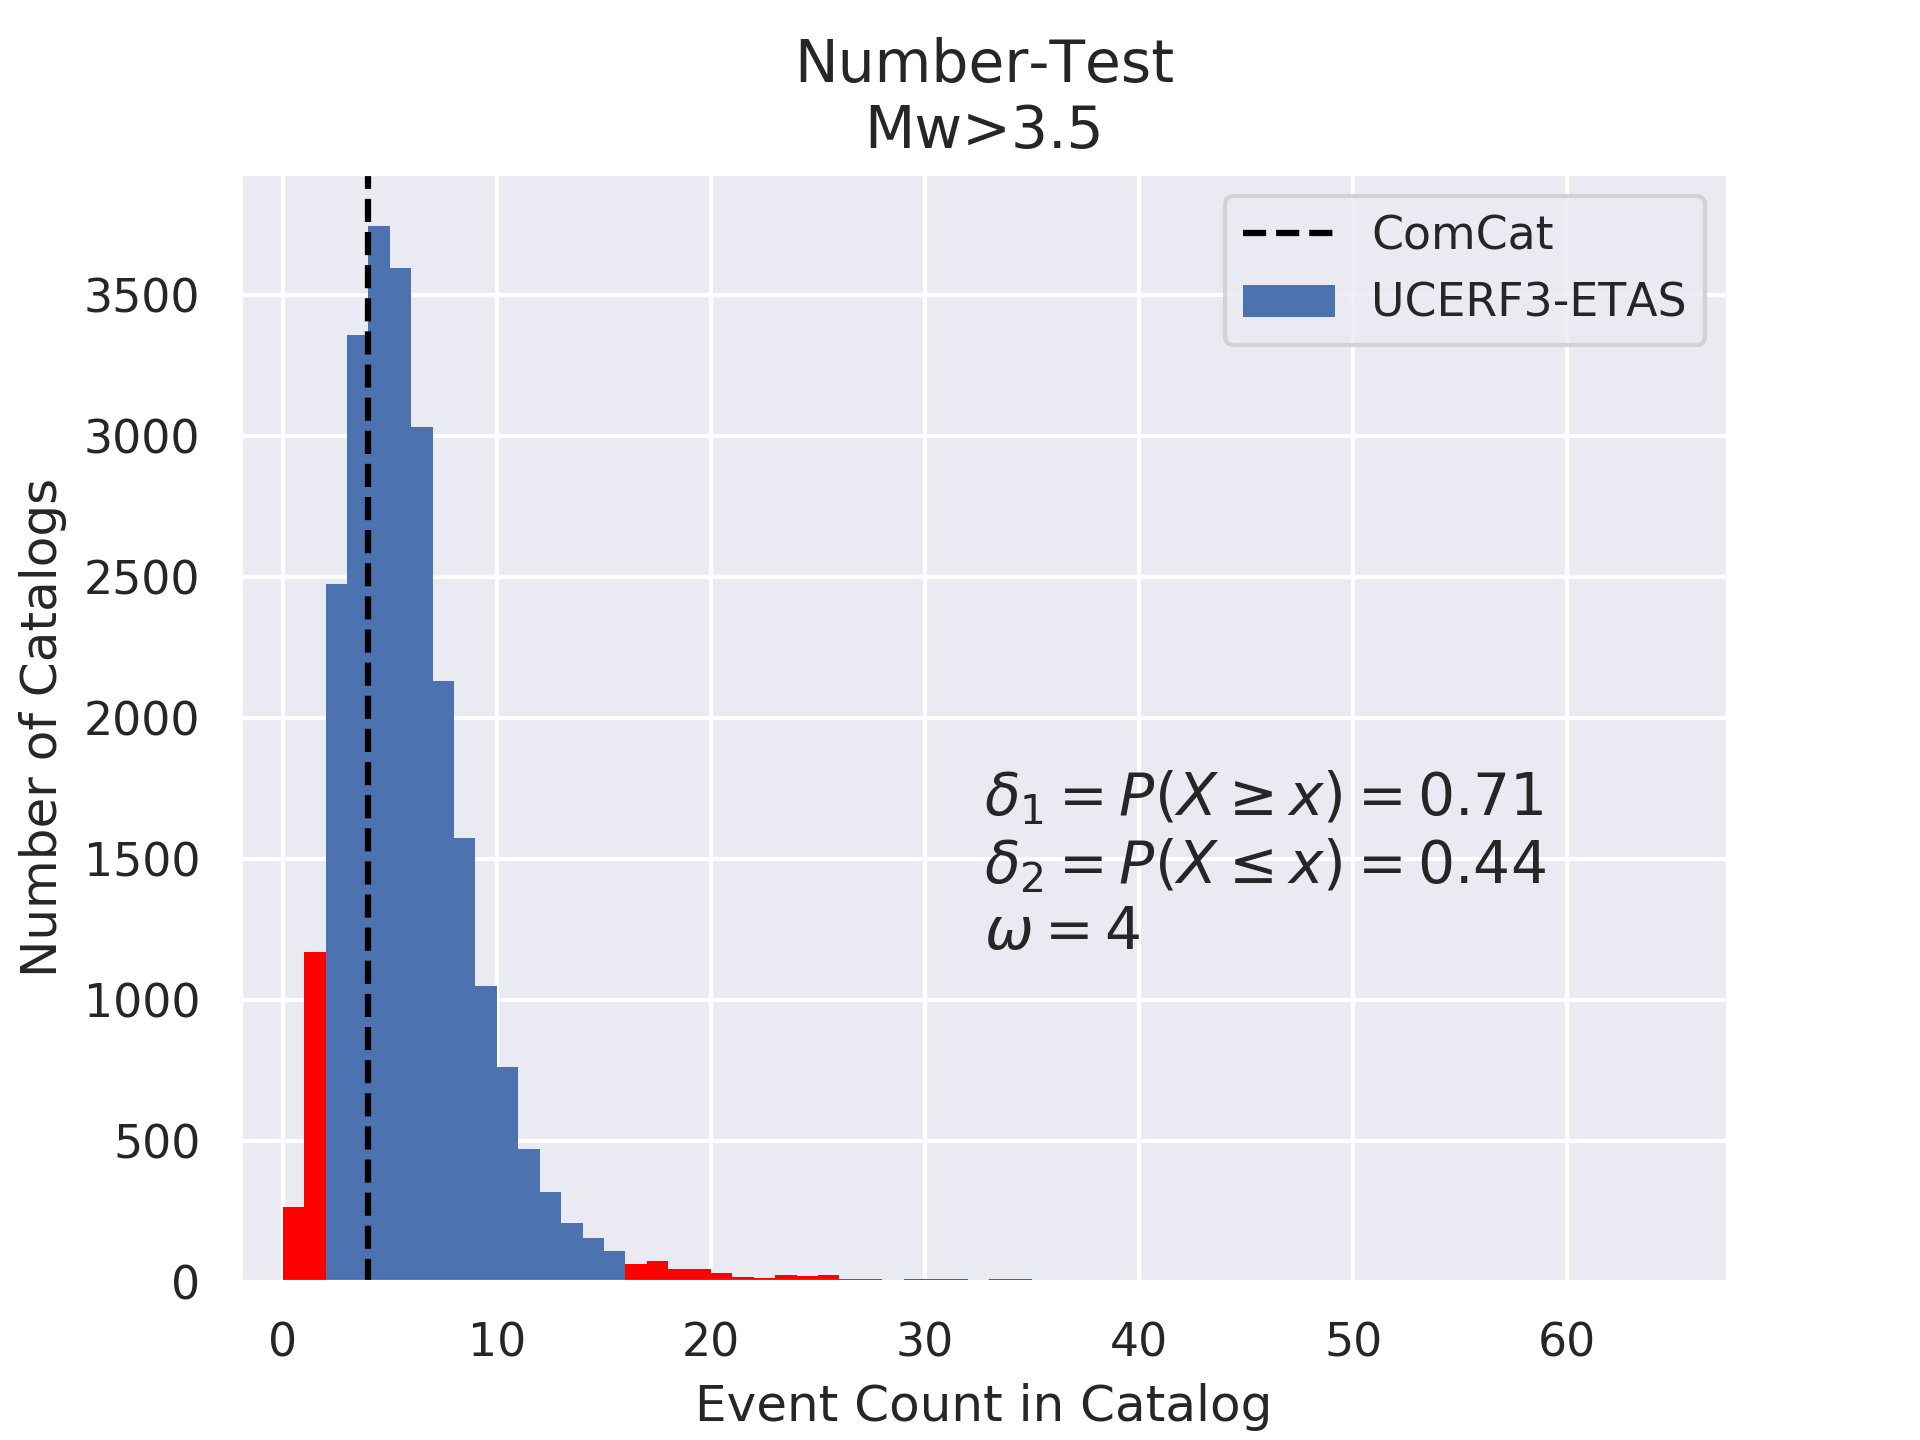 Number-Test
Mw>3.5
ComCat
UCERF3-ETAS
3500
3000
2500
2000
1500
1000
500
0
Number of Catalogs
δ₁ = P(X ≥ x) = 0.71
δ₂ = P(X ≤ x) = 0.44
ω = 4
0 10 20 30 40 50 60
Event Count in Catalog